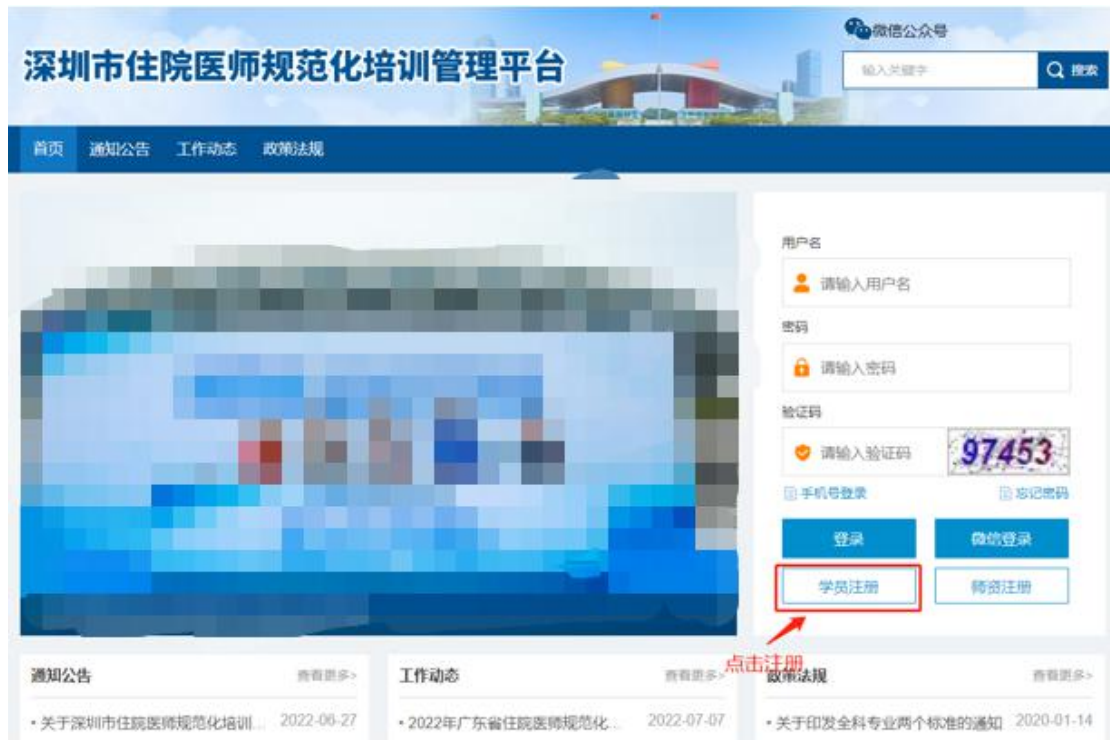 微信公众号
深圳市住院医师规范化培训管理平台
输入关键字
搜索
首页 通知公告 工作动态 政策法规
用户名
请输入用户名
密码
请输入密码
验证码
请输入验证码 97453
手机号登录 忘记密码
登录 微信登录
学员注册 师资注册
点击注册
通知公告 查看更多>
·关于深圳市住院医师规范化培训... 2022-06-27
工作动态 查看更多>
·2022年广东省住院医师规范化... 2022-07-07
政策法规 查看更多>
·关于印发全科专业两个标准的通知 2020-01-14